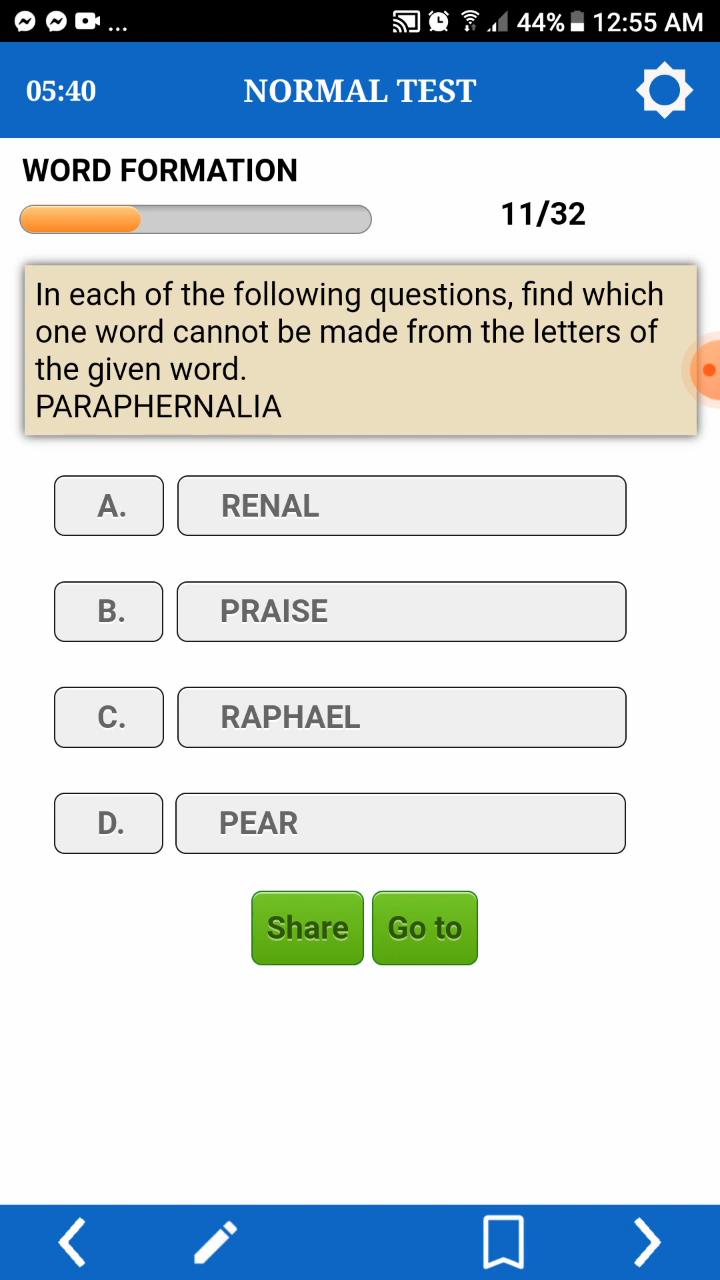 ... 44% 12:55 AM
05:40 NORMAL TEST
WORD FORMATION
11/32
In each of the following questions, find which
one word cannot be made from the letters of
the given word.
PARAPHERNALIA
A. RENAL
B. PRAISE
C. RAPHAEL
D. PEAR
Share Go to